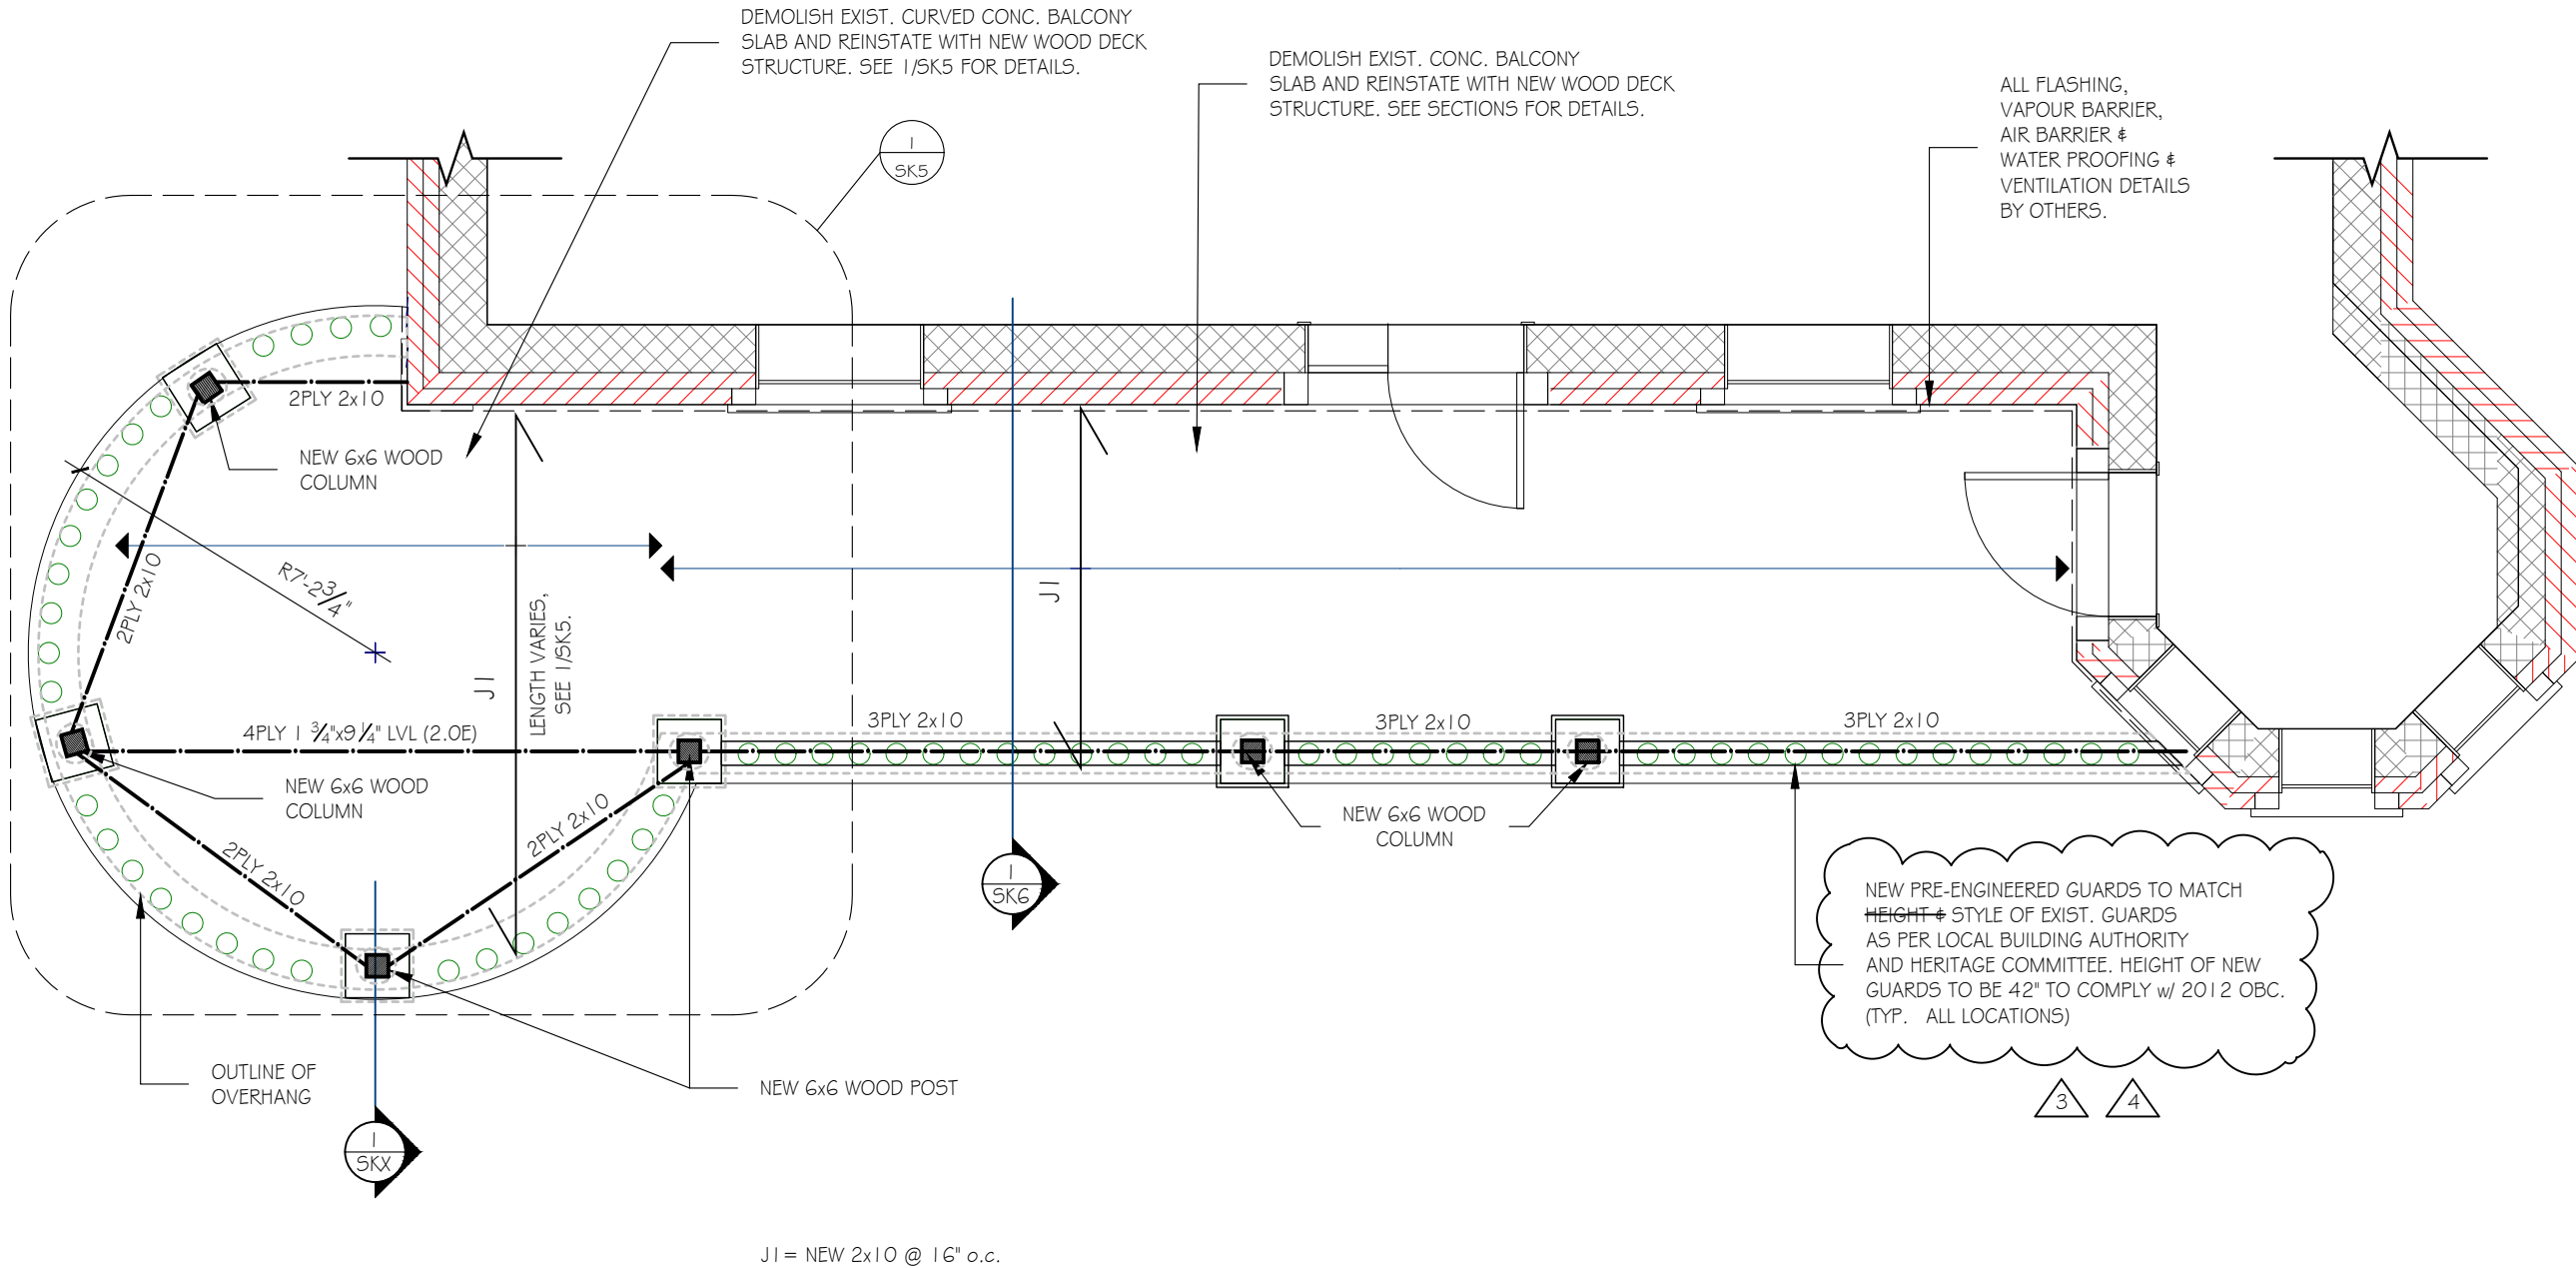 DEMOLISH EXIST. CURVED CONC. BALCONY
SLAB AND REINSTATE WITH NEW WOOD DECK
STRUCTURE. SEE 1/SK5 FOR DETAILS.
DEMOLISH EXIST. CONC. BALCONY
SLAB AND REINSTATE WITH NEW WOOD DECK
STRUCTURE. SEE SECTIONS FOR DETAILS.
ALL FLASHING,
VAPOUR BARRIER,
AIR BARRIER &
WATER PROOFING &
VENTILATION DETAILS
BY OTHERS.
1
SK5
2PLY 2x10
NEW 6x6 WOOD
COLUMN
2PLY 2x10
R7'-2 3/4"
J1
LENGTH VARIES,
SEE 1/SK5.
J1
4PLY 1 3/4"x9 1/4" LVL (2.0E)
3PLY 2x10
3PLY 2x10
3PLY 2x10
NEW 6x6 WOOD
COLUMN
2PLY 2x10
2PLY 2x10
NEW 6x6 WOOD
COLUMN
1
SK6
NEW PRE-ENGINEERED GUARDS TO MATCH
HEIGHT & STYLE OF EXIST. GUARDS
AS PER LOCAL BUILDING AUTHORITY
AND HERITAGE COMMITTEE. HEIGHT OF NEW
GUARDS TO BE 42" TO COMPLY w/ 2012 OBC.
(TYP. ALL LOCATIONS)
3 4
OUTLINE OF
OVERHANG
NEW 6x6 WOOD POST
1
SKX
J1= NEW 2x10 @ 16" o.c.